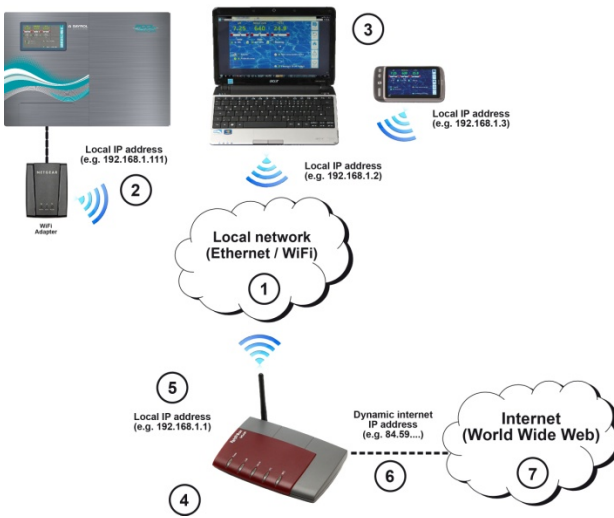 3
Local IP address
(e.g. 192.168.1.3)
Local IP address
(e.g. 192.168.1.111)
2
NETGEAR
WiFi
Adapter
Local IP address
(e.g. 192.168.1.2)
Local network
(Ethernet / WiFi)
1
5
Local IP address
(e.g. 192.168.1.1)
4
Dynamic internet
IP address
(e.g. 84.59....)
6
Internet
(World Wide Web)
7